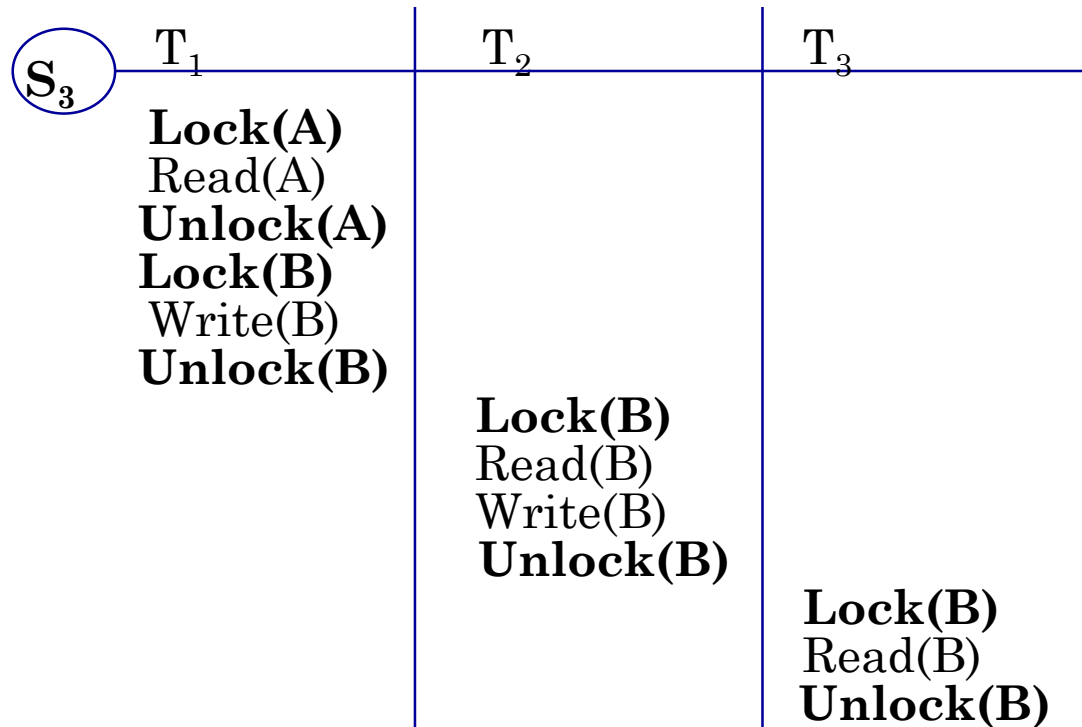 S₃ T₁ T₂ T₃
Lock(A)
Read(A)
Unlock(A)
Lock(B)
Write(B)
Unlock(B)
Lock(B)
Read(B)
Write(B)
Unlock(B)
Lock(B)
Read(B)
Unlock(B)